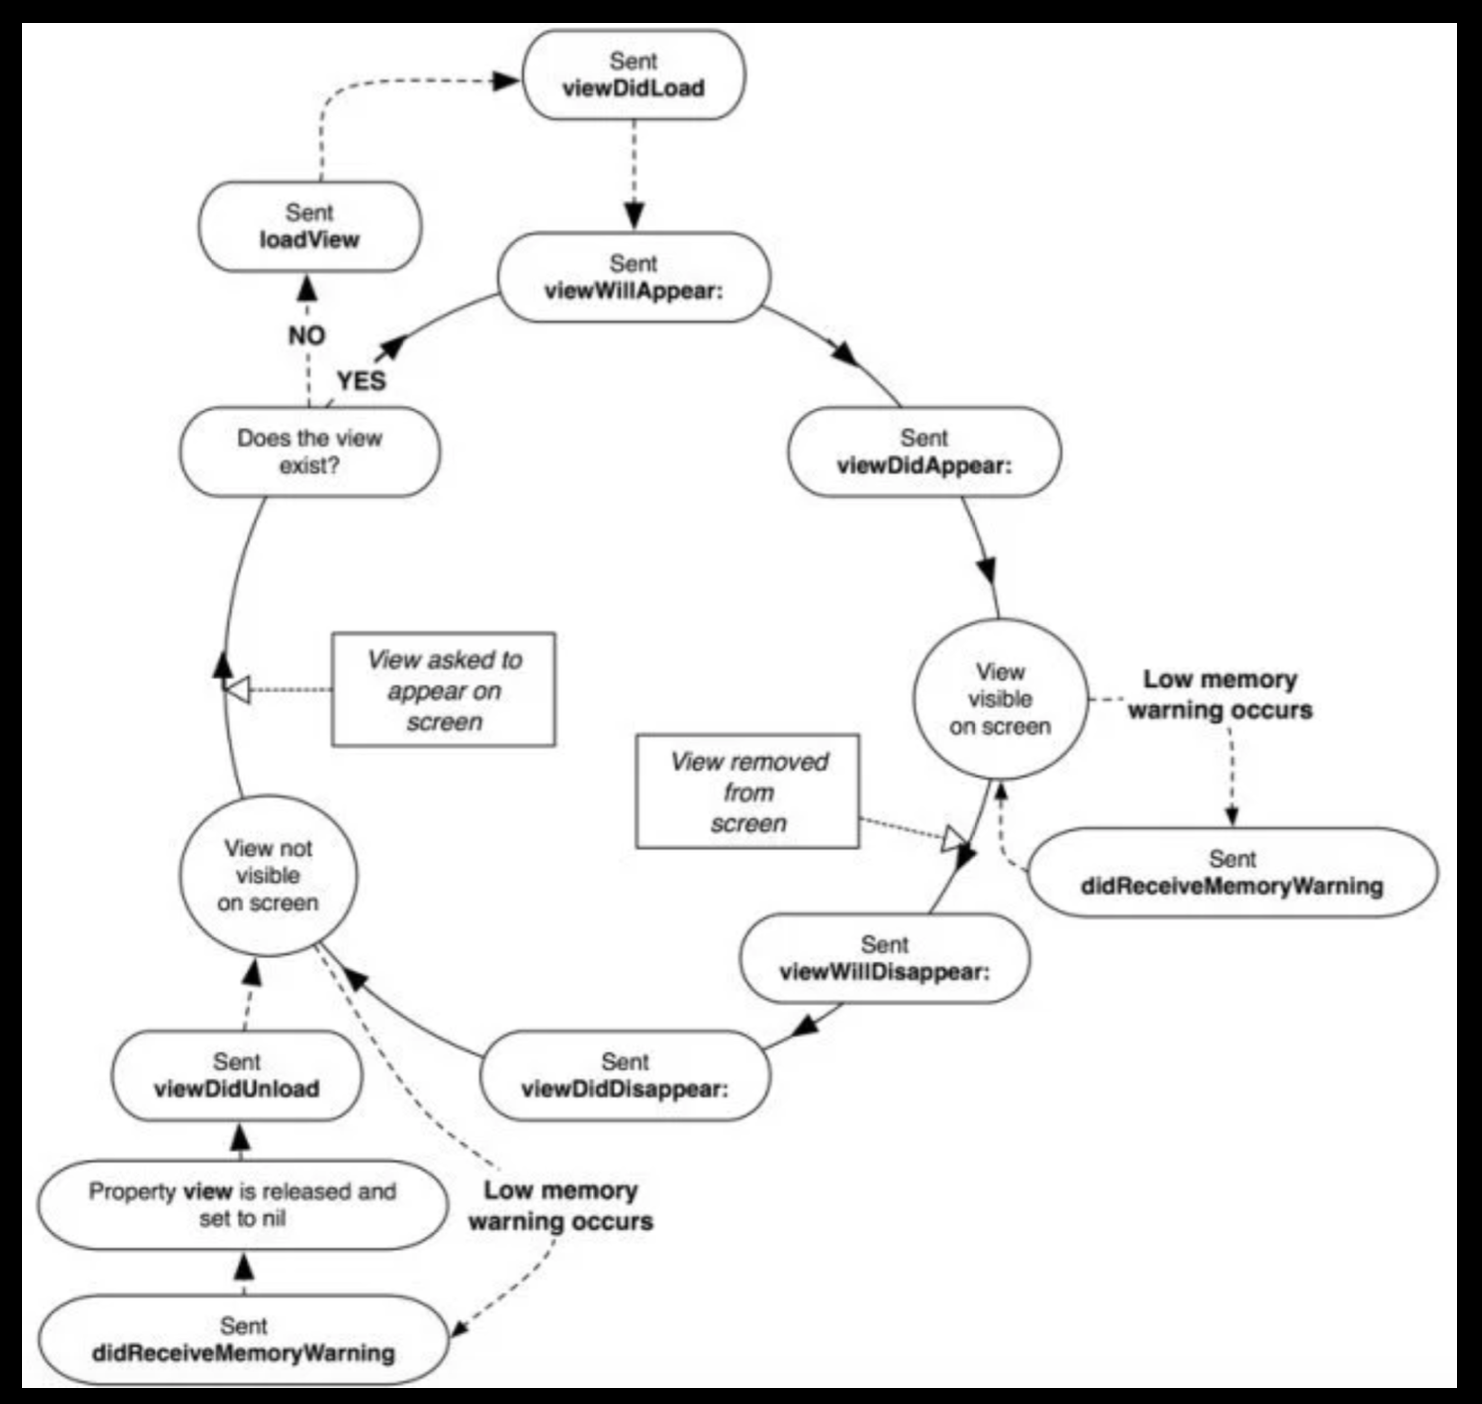 Sent
viewDidLoad
Sent
loadView
Sent
viewWillAppear:
NO
YES
Does the view
exist?
Sent
viewDidAppear:
View asked to
appear on
screen
View
visible
on screen
Low memory
warning occurs
View removed
from
screen
View not
visible
on screen
Sent
didReceiveMemoryWarning
Sent
viewWillDisappear:
Sent
viewDidUnload
Sent
viewDidDisappear:
Property view is released and
set to nil
Low memory
warning occurs
Sent
didReceiveMemoryWarning